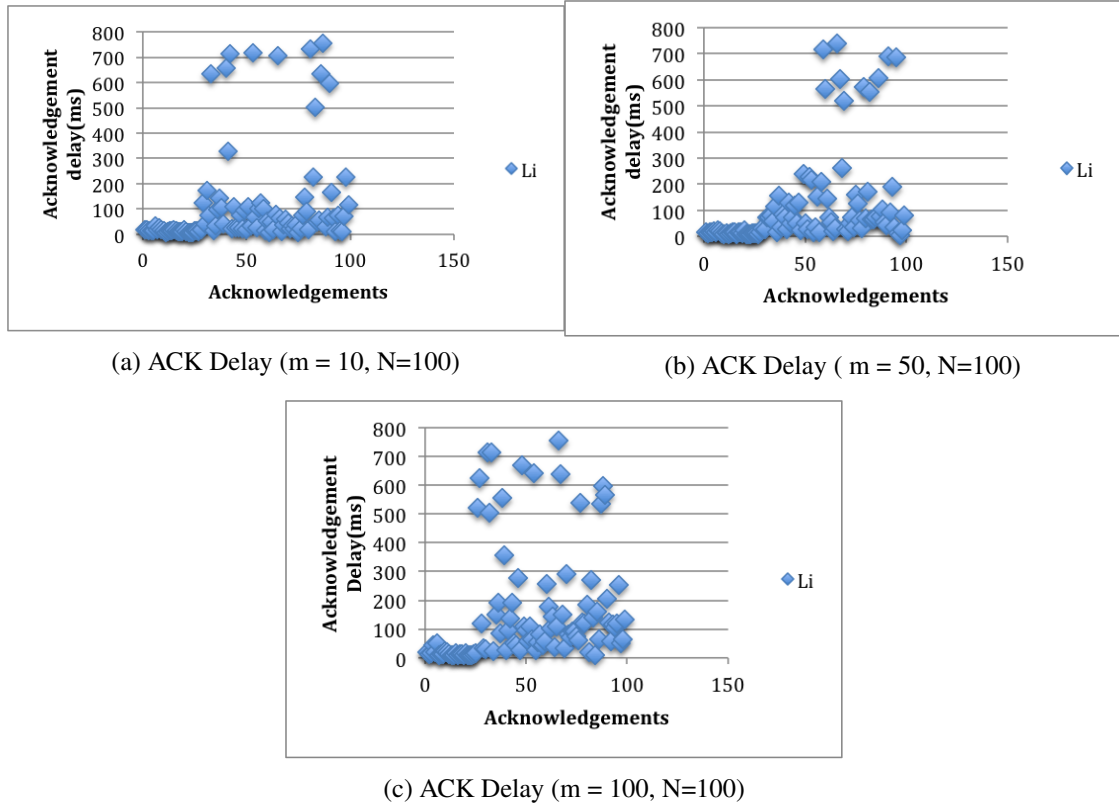 Acknowledgement
delay(ms)
800
700
600
500
400
300
200
100
0
0 50 100 150
Acknowledgements
Li
(a) ACK Delay (m = 10, N=100)
Acknowledgement
delay(ms)
800
700
600
500
400
300
200
100
0
0 50 100 150
Acknowledgements
Li
(b) ACK Delay ( m = 50, N=100)
Acknowledgement
Delay(ms)
800
700
600
500
400
300
200
100
0
0 50 100 150
Acknowledgements
Li
(c) ACK Delay (m = 100, N=100)